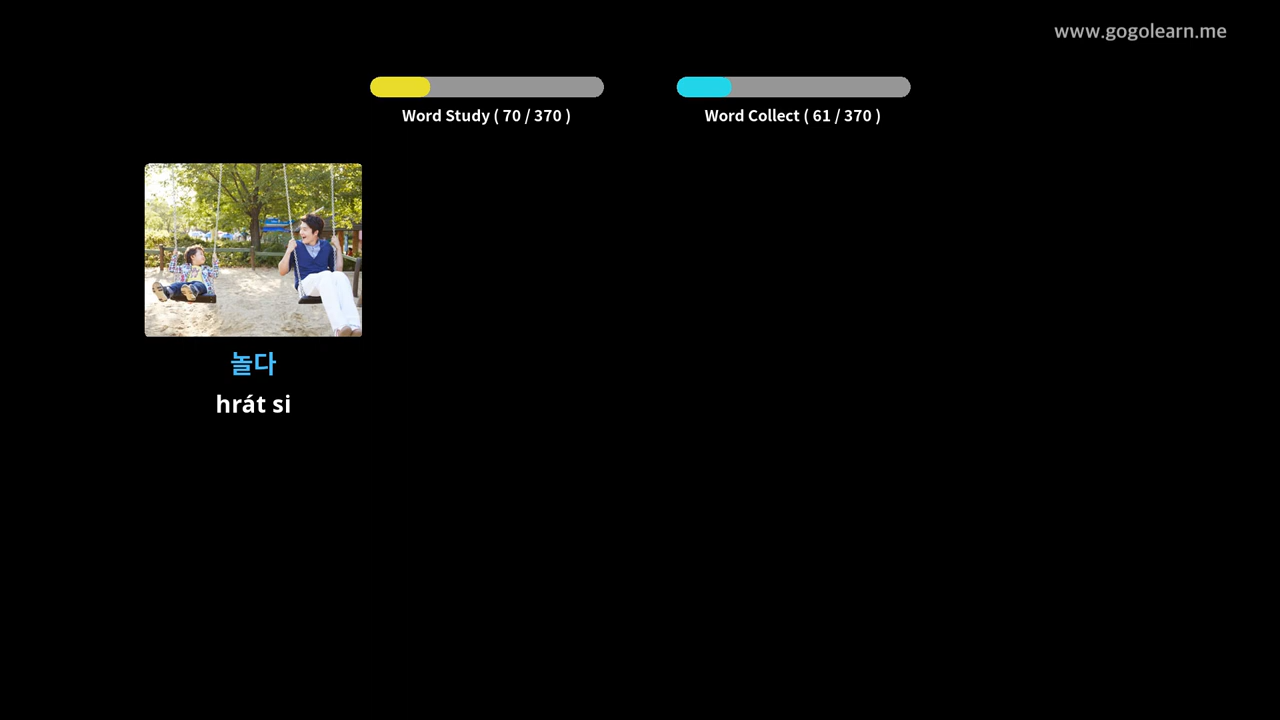 www.gogolearn.me
Word Study ( 70 / 370 )
Word Collect ( 61 / 370 )
놀다
hrát si